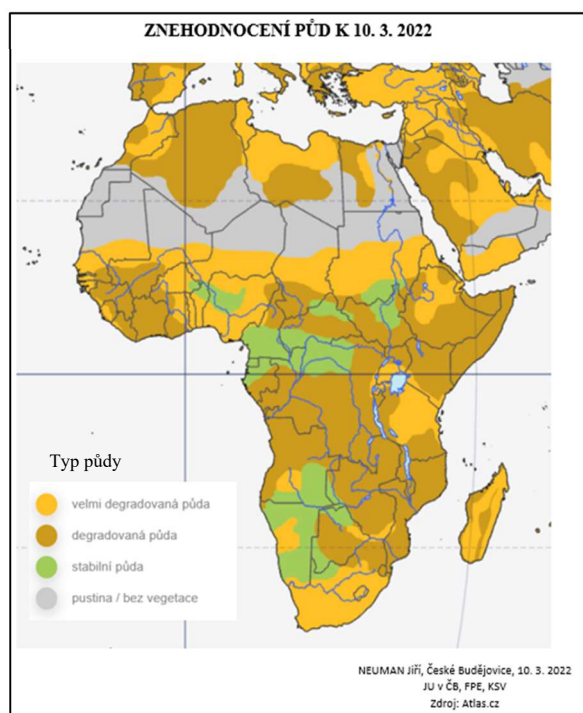 ZNEHODNOCENÍ PŮD K 10. 3. 2022
Typ půdy
velmi degradovaná půda
degradovaná půda
stabilní půda
pustina / bez vegetace
NEUMAN Jiří, České Budějovice, 10. 3. 2022
JU v ČB, FPE, KSV
Zdroj: Atlas.cz